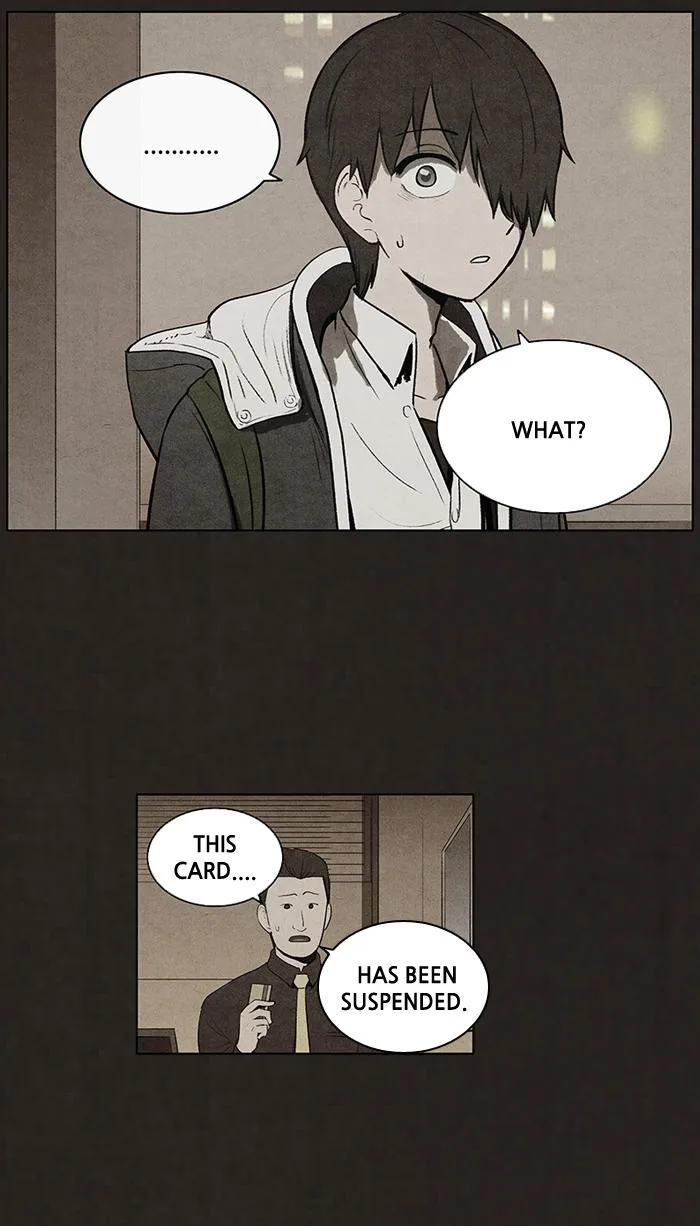 ...........
WHAT?
THIS
CARD....
HAS BEEN
SUSPENDED.